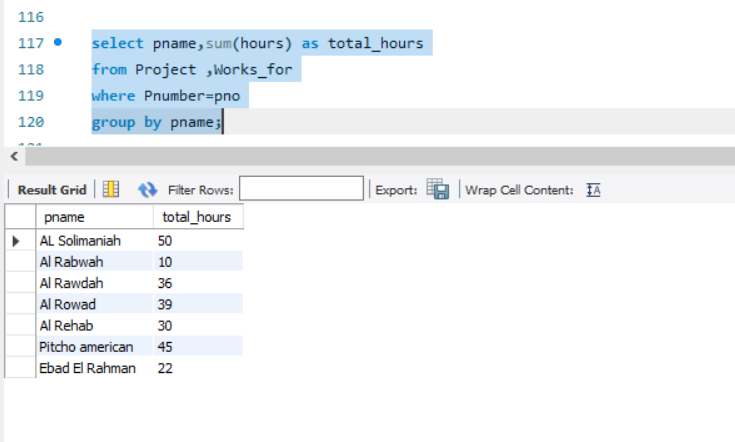 116
117 select pname,sum(hours) as total_hours
118 from Project ,Works_for
119 where Pnumber=pno
120 group by pname;
Result Grid Filter Rows: Export: Wrap Cell Content:
pname total_hours
AL Solimaniah 50
Al Rabwah 10
Al Rawdah 36
Al Rowad 39
Al Rehab 30
Pitcho american 45
Ebad El Rahman 22